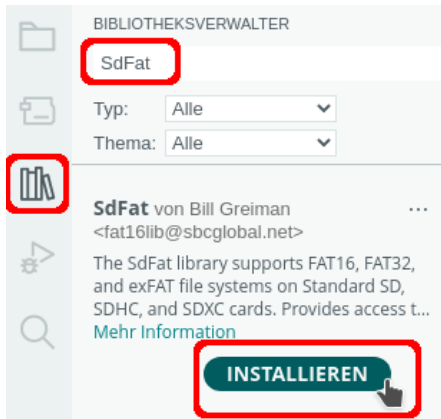 BIBLIOTHEKSVERWALTER
SdFat
Typ: Alle
Thema: Alle
SdFat von Bill Greiman
<fat16lib@sbcglobal.net>
The SdFat library supports FAT16, FAT32,
and exFAT file systems on Standard SD,
SDHC, and SDXC cards. Provides access t...
Mehr Information
INSTALLIEREN